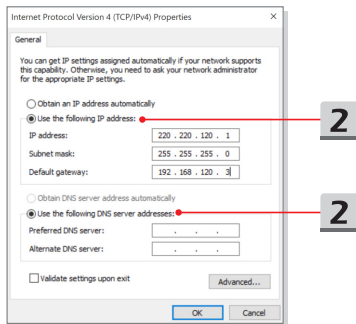 Internet Protocol Version 4 (TCP/IPv4) Properties
General
You can get IP settings assigned automatically if your network supports
this capability. Otherwise, you need to ask your network administrator
for the appropriate IP settings.
Obtain an IP address automatically
Use the following IP address:
2
IP address: 220 . 220 . 120 . 1
Subnet mask: 255 . 255 . 255 . 0
Default gateway: 192 . 168 . 120 . 3
Obtain DNS server address automatically
Use the following DNS server addresses:
2
Preferred DNS server: . . .
Alternate DNS server: . . .
Validate settings upon exit
Advanced...
OK Cancel